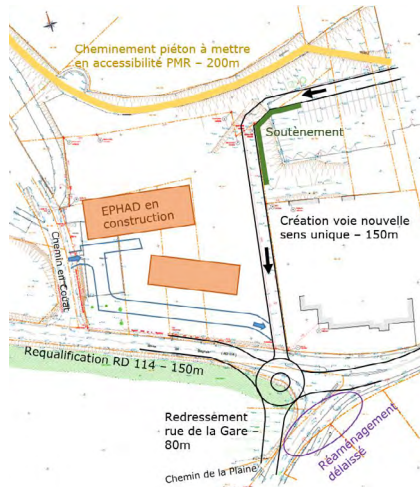 Cheminement piéton à mettre
en accessibilité PMR – 200m
Soutènement
EPHAD en
construction
Création voie nouvelle
sens unique – 150m
Chemin en Codat
Requalification RD 114 – 150m
Redressement
rue de la Gare –
80m
Réaménagement
délaissé
Chemin de la Plaine